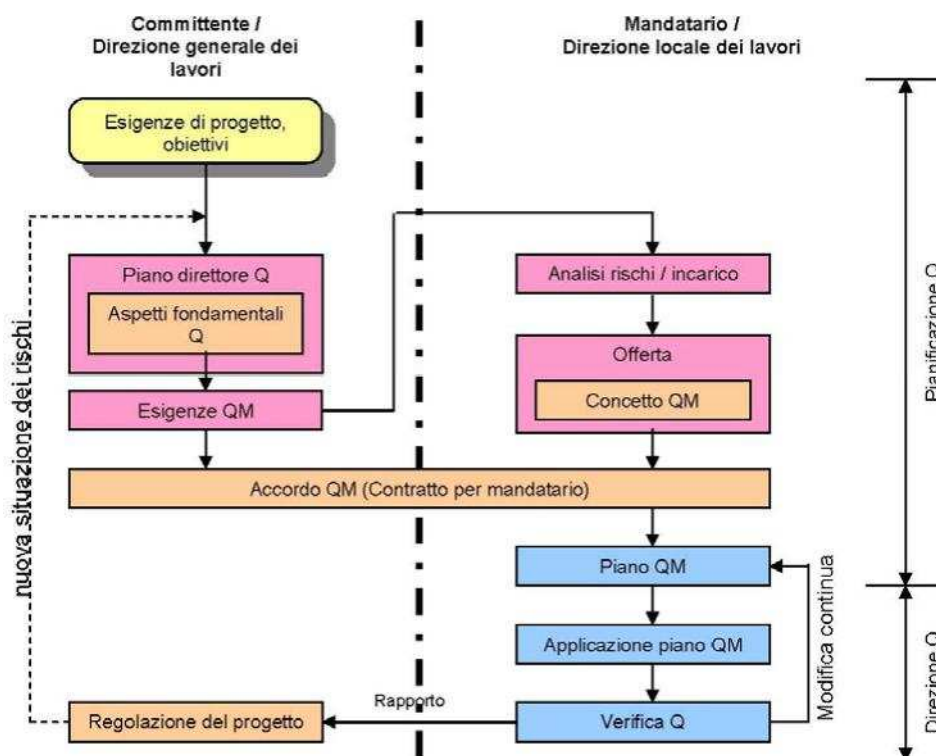 Committente /
Direzione generale dei
lavori
Mandatario /
Direzione locale dei lavori
Esigenze di progetto,
obiettivi
Piano direttore Q
Aspetti fondamentali
Q
Esigenze QM
Analisi rischi / incarico
Offerta
Concetto QM
Accordo QM (Contratto per mandatario)
Piano QM
Applicazione piano QM
Verifica Q
Rapporto
Regolazione del progetto
nuova situazione dei rischi
Modifica continua
Pianificazione Q
Direzione Q